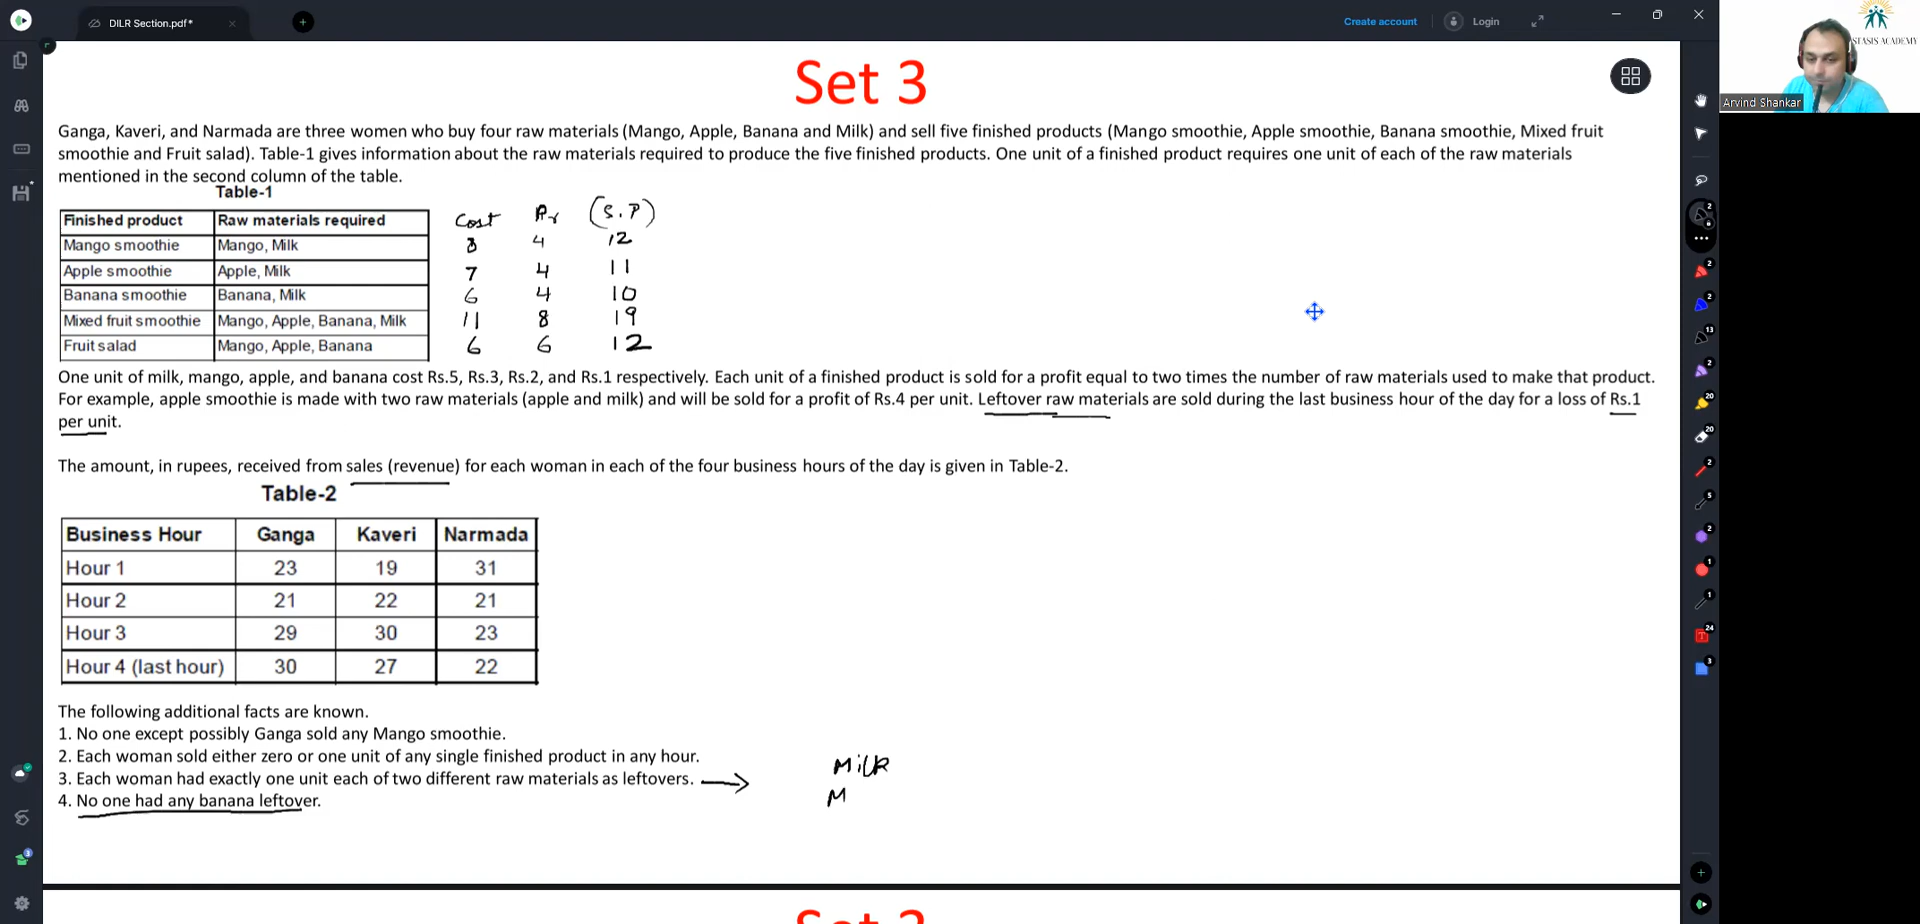 DILR Section.pdf*
Create account
Login
STASIS ACADEMY
Arvind Shankar
Set 3
Ganga, Kaveri, and Narmada are three women who buy four raw materials (Mango, Apple, Banana and Milk) and sell five finished products (Mango smoothie, Apple smoothie, Banana smoothie, Mixed fruit
smoothie and Fruit salad). Table-1 gives information about the raw materials required to produce the five finished products. One unit of a finished product requires one unit of each of the raw materials
mentioned in the second column of the table.
Table-1
Finished product Raw materials required Cost Pr (S.P)
Mango smoothie Mango, Milk 8 4 12
Apple smoothie Apple, Milk 7 4 11
Banana smoothie Banana, Milk 6 4 10
Mixed fruit smoothie Mango, Apple, Banana, Milk 11 8 19
Fruit salad Mango, Apple, Banana 6 6 12
One unit of milk, mango, apple, and banana cost Rs.5, Rs.3, Rs.2, and Rs.1 respectively. Each unit of a finished product is sold for a profit equal to two times the number of raw materials used to make that product.
For example, apple smoothie is made with two raw materials (apple and milk) and will be sold for a profit of Rs.4 per unit. Leftover raw materials are sold during the last business hour of the day for a loss of Rs.1
per unit.
The amount, in rupees, received from sales (revenue) for each woman in each of the four business hours of the day is given in Table-2.
Table-2
Business Hour Ganga Kaveri Narmada
Hour 1 23 19 31
Hour 2 21 22 21
Hour 3 29 30 23
Hour 4 (last hour) 30 27 22
The following additional facts are known.
1. No one except possibly Ganga sold any Mango smoothie.
2. Each woman sold either zero or one unit of any single finished product in any hour.
3. Each woman had exactly one unit each of two different raw materials as leftovers.
4. No one had any banana leftover.
Milk
M